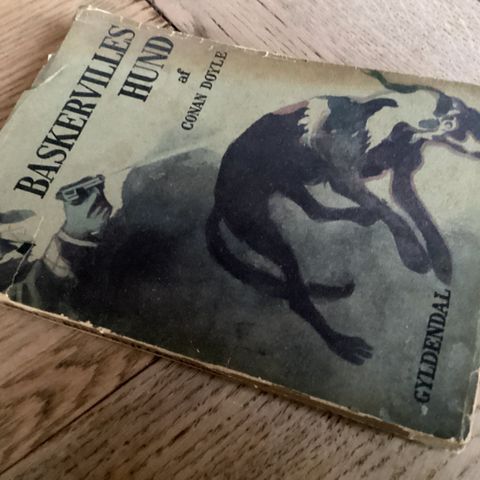 BASKERVILLES
HUND
af
CONAN DOYLE
GYLDENDAL